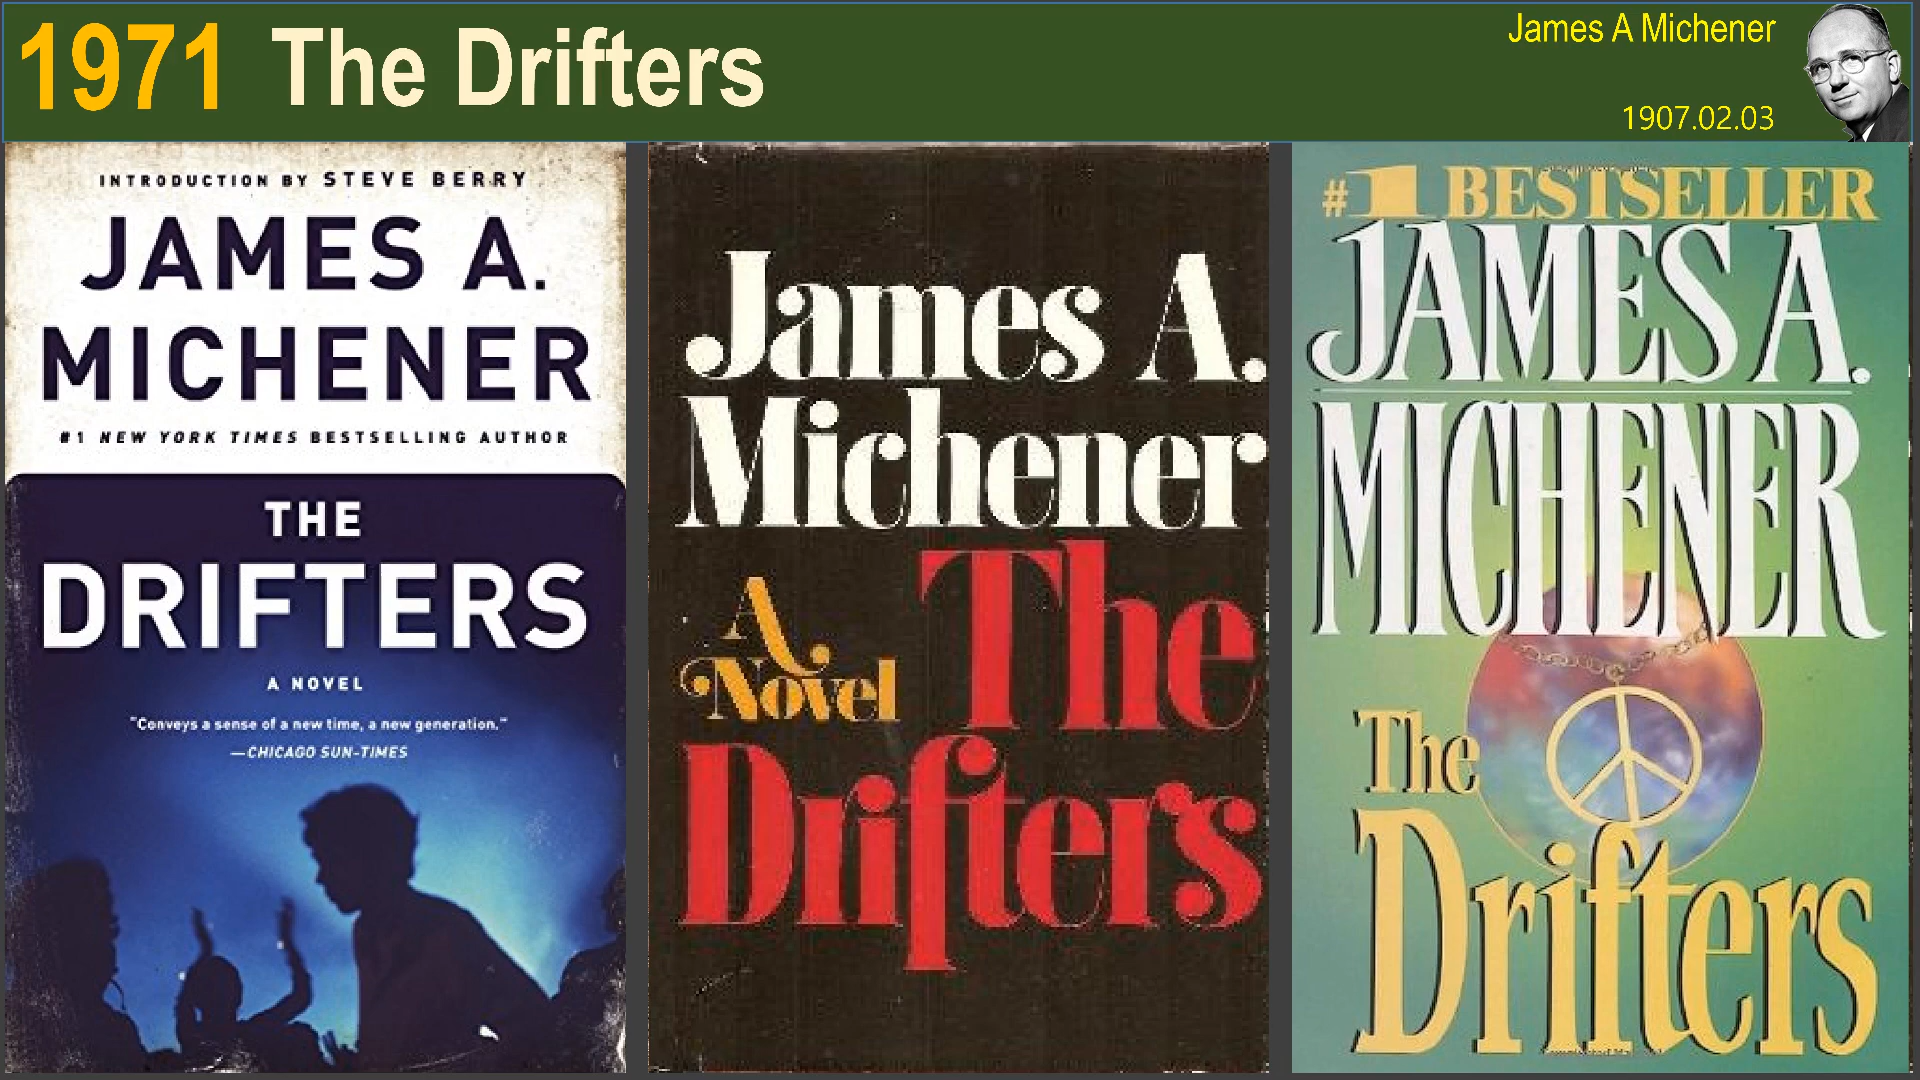 1971 The Drifters
James A Michener
1907.02.03
INTRODUCTION BY STEVE BERRY
JAMES A.
MICHENER
#1 NEW YORK TIMES BESTSELLING AUTHOR
THE
DRIFTERS
A NOVEL
"Conveys a sense of a new time, a new generation."
—CHICAGO SUN-TIMES
James A.
Michener
A
Novel
The
Drifters
#1 BESTSELLER
JAMES A.
MICHENER
The
Drifters